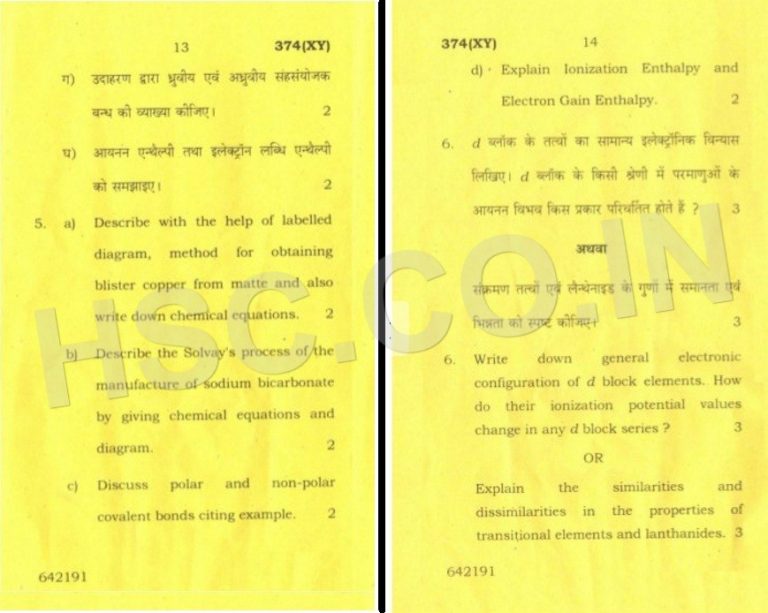 13 374(XY)
ग) उदाहरण द्वारा ध्रुवीय एवं अध्रुवीय सहसंयोजक
बन्ध की व्याख्या कीजिए। 2
घ) आयनन एन्थैल्पी तथा इलेक्ट्रॉन लब्धि एन्थैल्पी
को समझाइए। 2
5. a) Describe with the help of labelled
diagram, method for obtaining
blister copper from matte and also
write down chemical equations. 2
b) Describe the Solvay's process of the
manufacture of sodium bicarbonate
by giving chemical equations and
diagram. 2
c) Discuss polar and non-polar
covalent bonds citing example. 2
642191
374(XY) 14
d) Explain Ionization Enthalpy and
Electron Gain Enthalpy. 2
6. d ब्लॉक के तत्वों का सामान्य इलेक्ट्रॉनिक विन्यास
लिखिए। d ब्लॉक के किसी श्रेणी में परमाणुओं के
आयनन विभव किस प्रकार परिवर्तित होते हैं ? 3
अथवा
संक्रमण तत्वों एवं लैन्थेनाइड के गुणों में समानता एवं
भिन्नता को स्पष्ट कीजिए। 3
6. Write down general electronic
configuration of d block elements. How
do their ionization potential values
change in any d block series ? 3
OR
Explain the similarities and
dissimilarities in the properties of
transitional elements and lanthanides. 3
642191
HSC.CO.IN